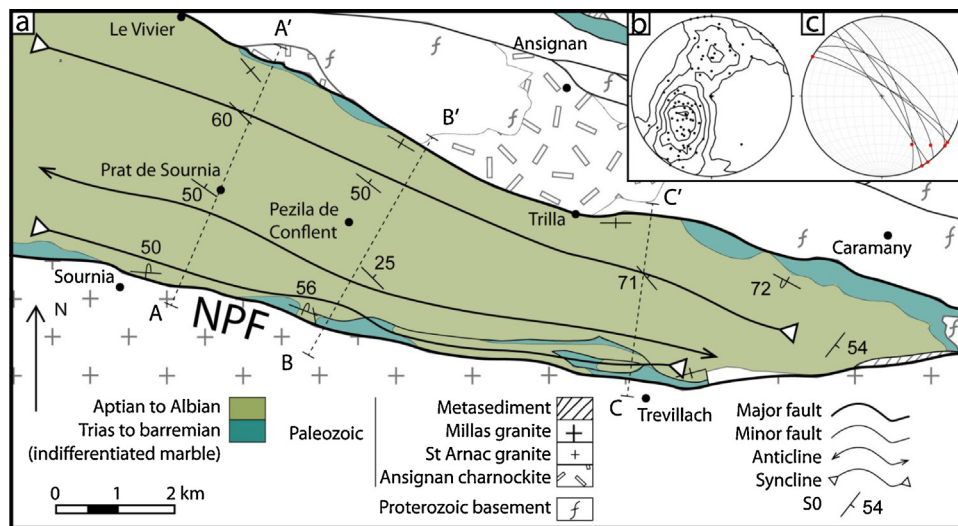 a
Le Vivier
A'
Ansignan
b
c
60
B'
Prat de Sournia
50
50
Pezila de
Conflent
C'
Trilla
Caramany
50
25
71
72
Sournia
56
A
NPF
N
B
54
C
Trevillach
Aptian to Albian
Trias to barremian
(indifferentiated marble)
Paleozoic
Metasediment
Millas granite
St Arnac granite
Ansignan charnockite
Proterozoic basement
Major fault
Minor fault
Anticline
Syncline
S0
54
0 1 2 km